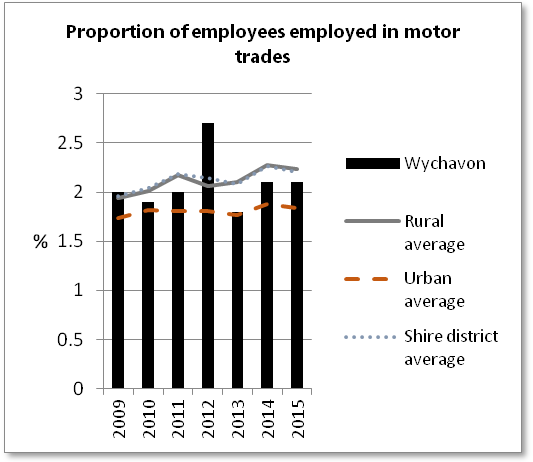 Proportion of employees employed in motor
trades
3
2.5
2
1.5
1
0.5
0
%
2009
2010
2011
2012
2013
2014
2015
Wychavon
Rural
average
Urban
average
Shire district
average